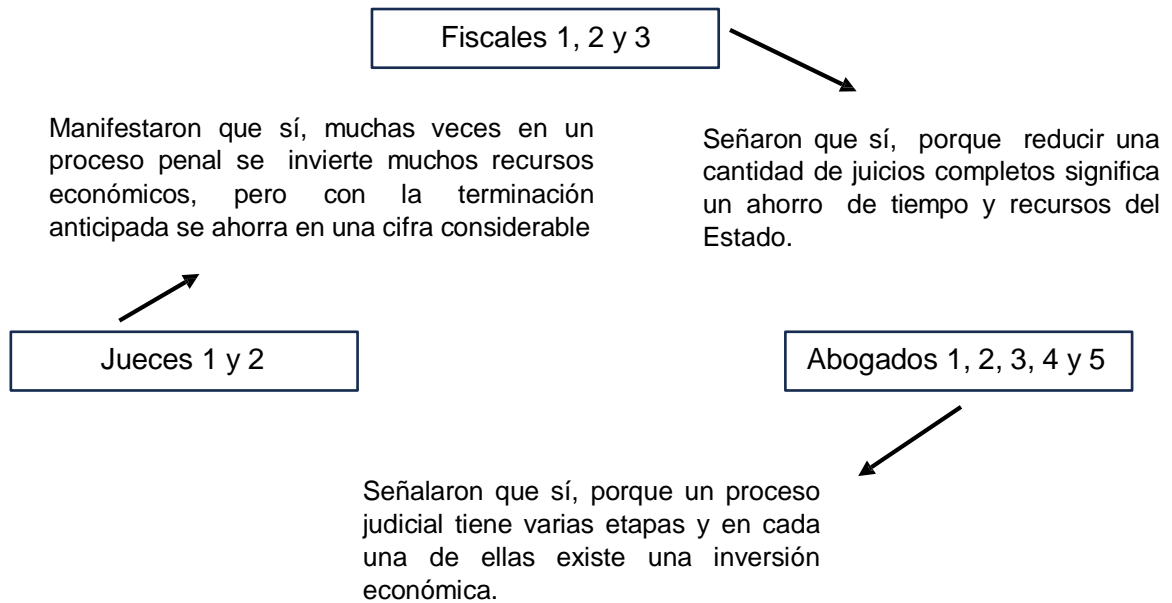 Fiscales 1, 2 y 3
Manifestaron que sí, muchas veces en un
proceso penal se invierte muchos recursos
económicos, pero con la terminación
anticipada se ahorra en una cifra considerable
Señaron que sí, porque reducir una
cantidad de juicios completos significa
un ahorro de tiempo y recursos del
Estado.
Jueces 1 y 2
Abogados 1, 2, 3, 4 y 5
Señalaron que sí, porque un proceso
judicial tiene varias etapas y en cada
una de ellas existe una inversión
económica.